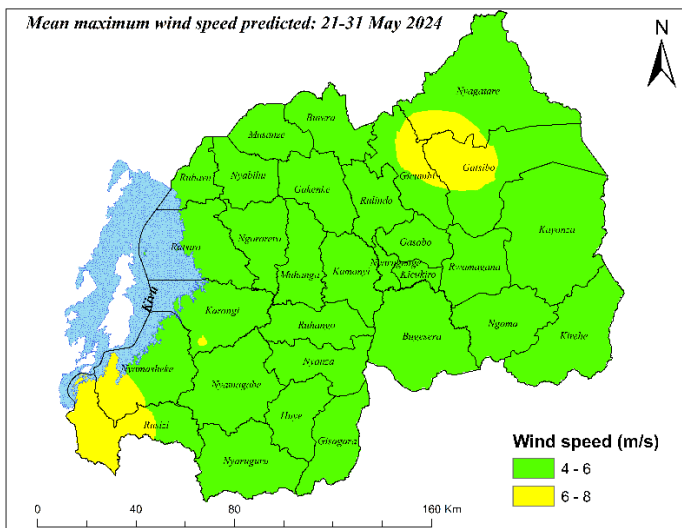 Mean maximum wind speed predicted: 21-31 May 2024
N
Nyagatare
Burera
Musanze
Gatsibo
Gicumbi
Rubavu
Nyabihu
Gakenke
Rulindo
Kayonza
Rutsiro
Ngororero
Gasabo
Nyarugenge
Kicukiro
Rwamagana
Muhanga
Kamonyi
Kivu
Karongi
Ruhango
Bugesera
Ngoma
Kirehe
Nyanza
Nyamasheke
Nyamagabe
Huye
Rusizi
Gisagara
Nyaruguru
Wind speed (m/s)
4 - 6
6 - 8
0 40 80 160 Km